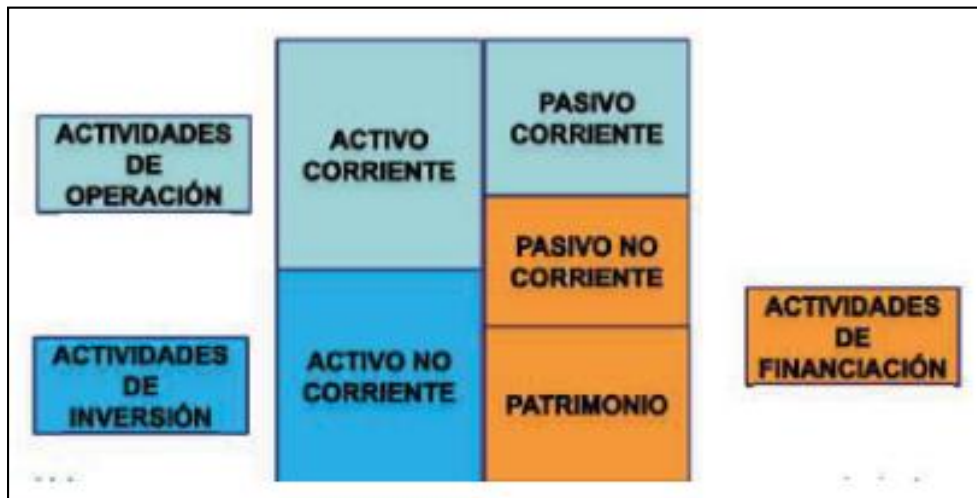 ACTIVIDADES
DE
OPERACIÓN
ACTIVO
CORRIENTE
PASIVO
CORRIENTE
PASIVO NO
CORRIENTE
ACTIVIDADES
DE
INVERSIÓN
ACTIVO NO
CORRIENTE
PATRIMONIO
ACTIVIDADES
DE
FINANCIACIÓN